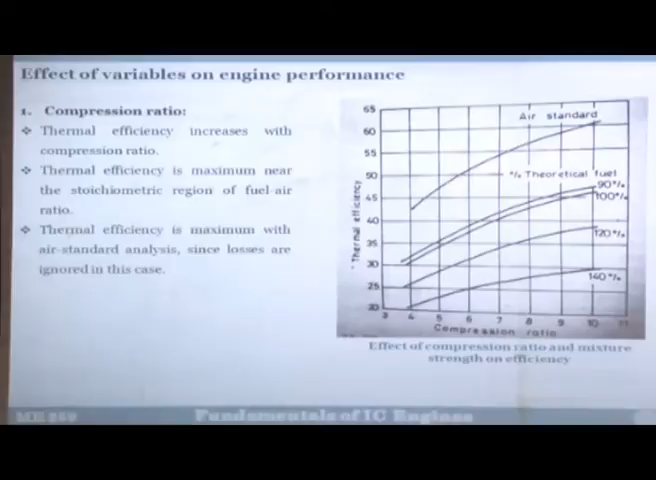 Effect of variables on engine performance
1. Compression ratio:
❖ Thermal efficiency increases with
compression ratio.
❖ Thermal efficiency is maximum near
the stoichiometric region of fuel-air
ratio.
❖ Thermal efficiency is maximum with
air-standard analysis, since losses are
ignored in this case.
65
60
55
50
45
40
35
30
25
20
3 4 5 6 7 8 9 10 11
Thermal efficiency
Compression ratio
Air standard
% Theoretical fuel
90%
100%
120%
140%
Effect of compression ratio and mixture
strength on efficiency
ME 259
Fundamentals of IC Engines